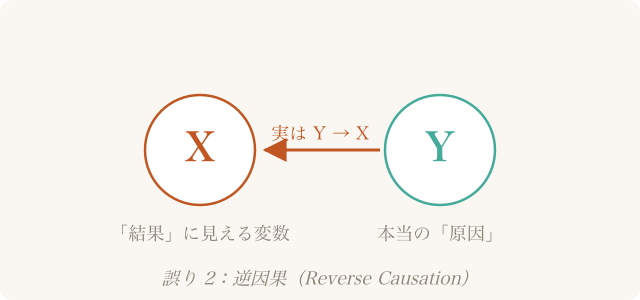 実は Y → X
X
Y
「結果」に見える変数
本当の「原因」
誤り 2：逆因果（Reverse Causation）